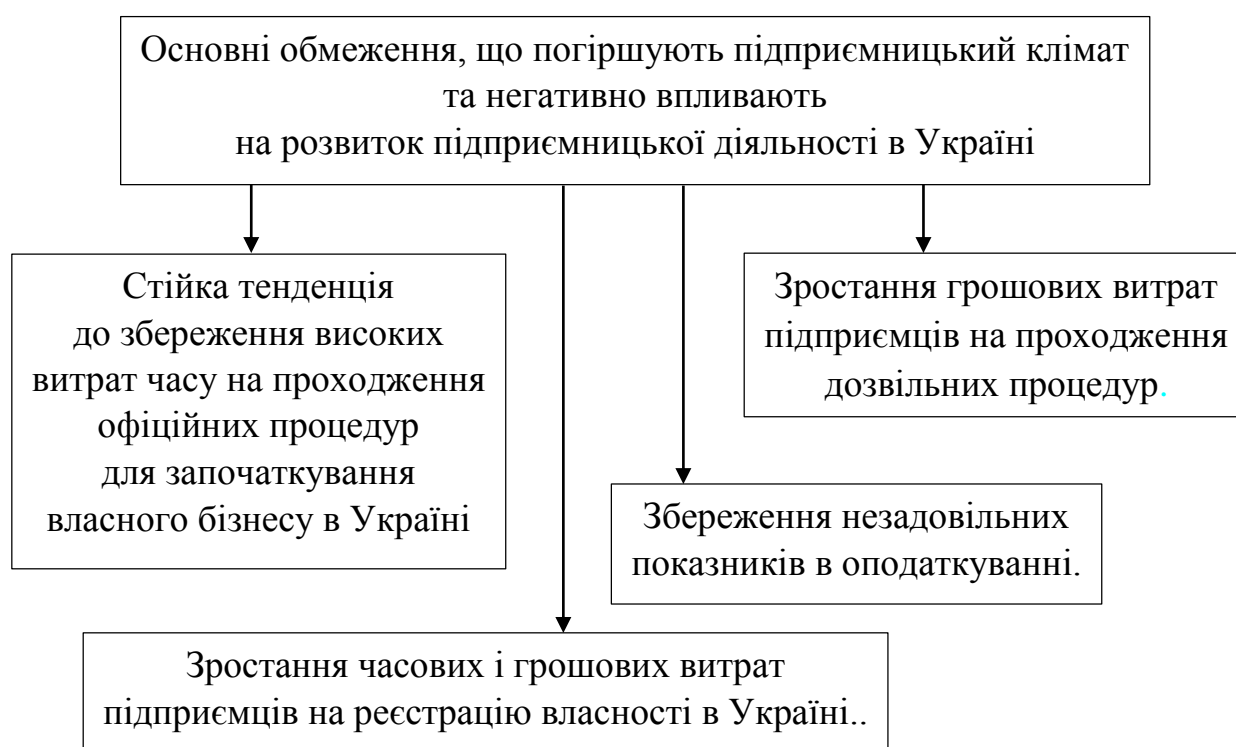 Основні обмеження, що погіршують підприємницький клімат
та негативно впливають
на розвиток підприємницької діяльності в Україні
Стійка тенденція
до збереження високих
витрат часу на проходження
офіційних процедур
для започаткування
власного бізнесу в Україні
Зростання грошових витрат
підприємців на проходження
дозвільних процедур.
Збереження незадовільних
показників в оподаткуванні.
Зростання часових і грошових витрат
підприємців на реєстрацію власності в Україні..